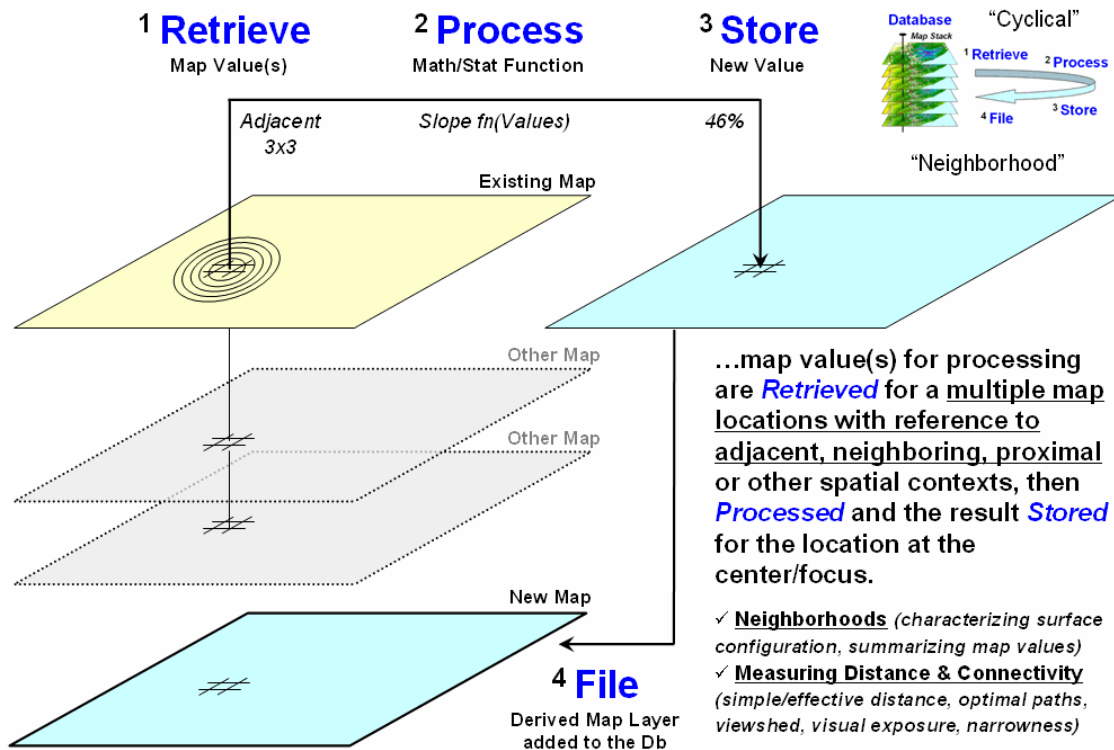 1 Retrieve
Map Value(s)
2 Process
Math/Stat Function
3 Store
New Value
Database
Map Stack
"Cyclical"
1 Retrieve
2 Process
3 Store
4 File
"Neighborhood"
Adjacent
3x3
Slope fn(Values)
46%
Existing Map
Other Map
Other Map
New Map
4 File
Derived Map Layer
added to the Db
…map value(s) for processing
are Retrieved for a multiple map
locations with reference to
adjacent, neighboring, proximal
or other spatial contexts, then
Processed and the result Stored
for the location at the
center/focus.
✓ Neighborhoods (characterizing surface
configuration, summarizing map values)
✓ Measuring Distance & Connectivity
(simple/effective distance, optimal paths,
viewshed, visual exposure, narrowness)